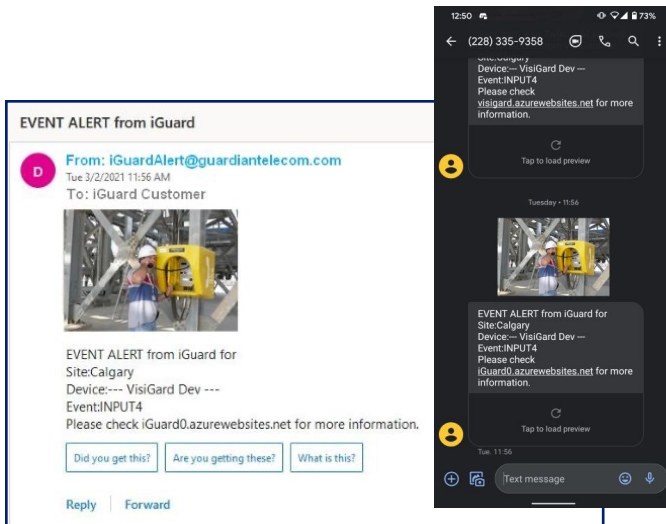 EVENT ALERT from iGuard
D
From: iGuardAlert@guardiantelecom.com
Tue 3/2/2021 11:56 AM
To: iGuard Customer
EVENT ALERT from iGuard for
Site:Calgary
Device:--- VisiGard Dev ---
Event:INPUT4
Please check iGuard0.azurewebsites.net for more information.
Did you get this?
Are you getting these?
What is this?
Reply
Forward
12:50
73%
(228) 335-9358
Site:Calgary
Device:--- VisiGard Dev ---
Event:INPUT4
Please check
visigard.azurewebsites.net for more
information.
Tap to load preview
Tuesday • 11:56
EVENT ALERT from iGuard for
Site:Calgary
Device:--- VisiGard Dev ---
Event:INPUT4
Please check
iGuard0.azurewebsites.net for more
information.
Tap to load preview
Tue. 11:56
Text message